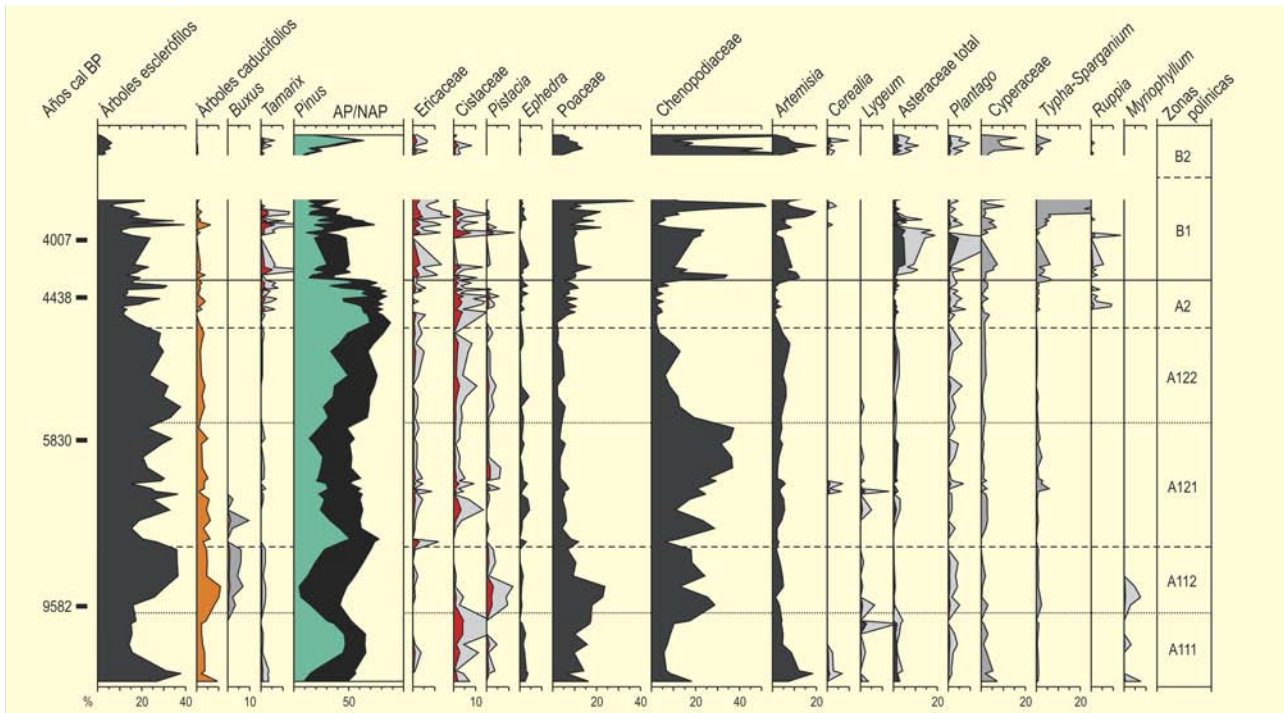 Años cal BP
Árboles esclerófilos
Árboles caducifolios
Buxus
Tamarix
Pinus
AP/NAP
Ericaceae
Cistaceae
Pistacia
Ephedra
Poaceae
Chenopodiaceae
Artemisia
Cerealia
Lygeum
Asteraceae total
Plantago
Cyperaceae
Typha-Sparganium
Ruppia
Myriophyllum
Zonas
polinicas
B2
B1
4007
4438
A2
A122
5830
A121
A112
9582
A111
% 20 40 10 50 10 20 40 20 40 20 20 20 20 20